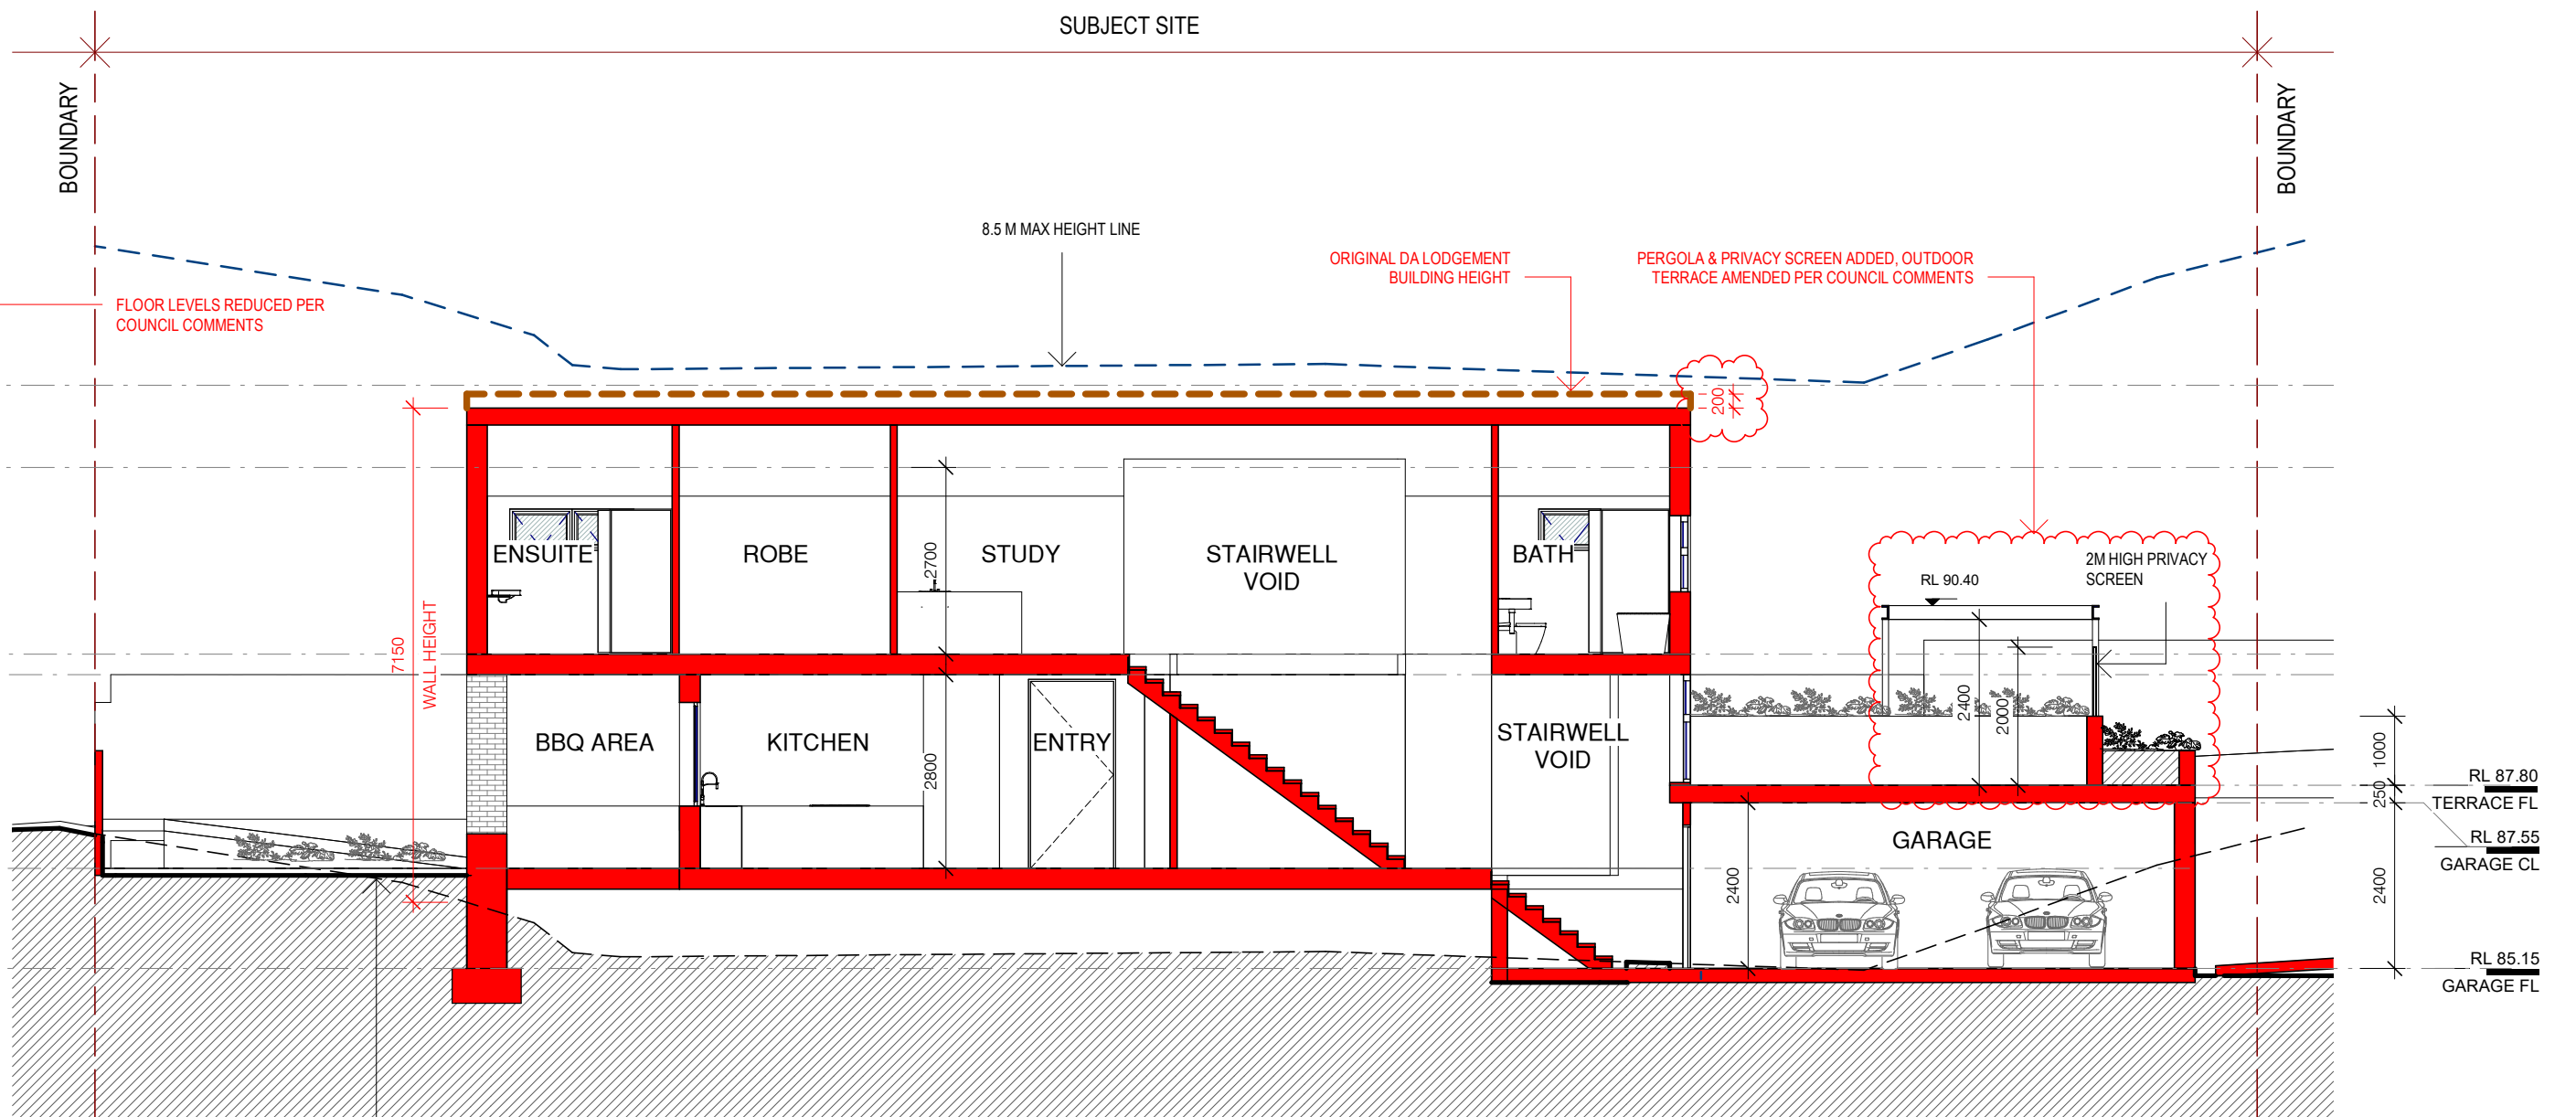 SUBJECT SITE
BOUNDARY
BOUNDARY
8.5 M MAX HEIGHT LINE
ORIGINAL DA LODGEMENT
BUILDING HEIGHT
PERGOLA & PRIVACY SCREEN ADDED, OUTDOOR
TERRACE AMENDED PER COUNCIL COMMENTS
FLOOR LEVELS REDUCED PER
COUNCIL COMMENTS
200
ENSUITE
ROBE
2700
STUDY
STAIRWELL
VOID
BATH
2M HIGH PRIVACY
SCREEN
RL 90.40
7150
WALL HEIGHT
2400
2000
BBQ AREA
KITCHEN
2800
ENTRY
STAIRWELL
VOID
1000
250
2400
RL 87.80
TERRACE FL
RL 87.55
GARAGE CL
GARAGE
2400
RL 85.15
GARAGE FL